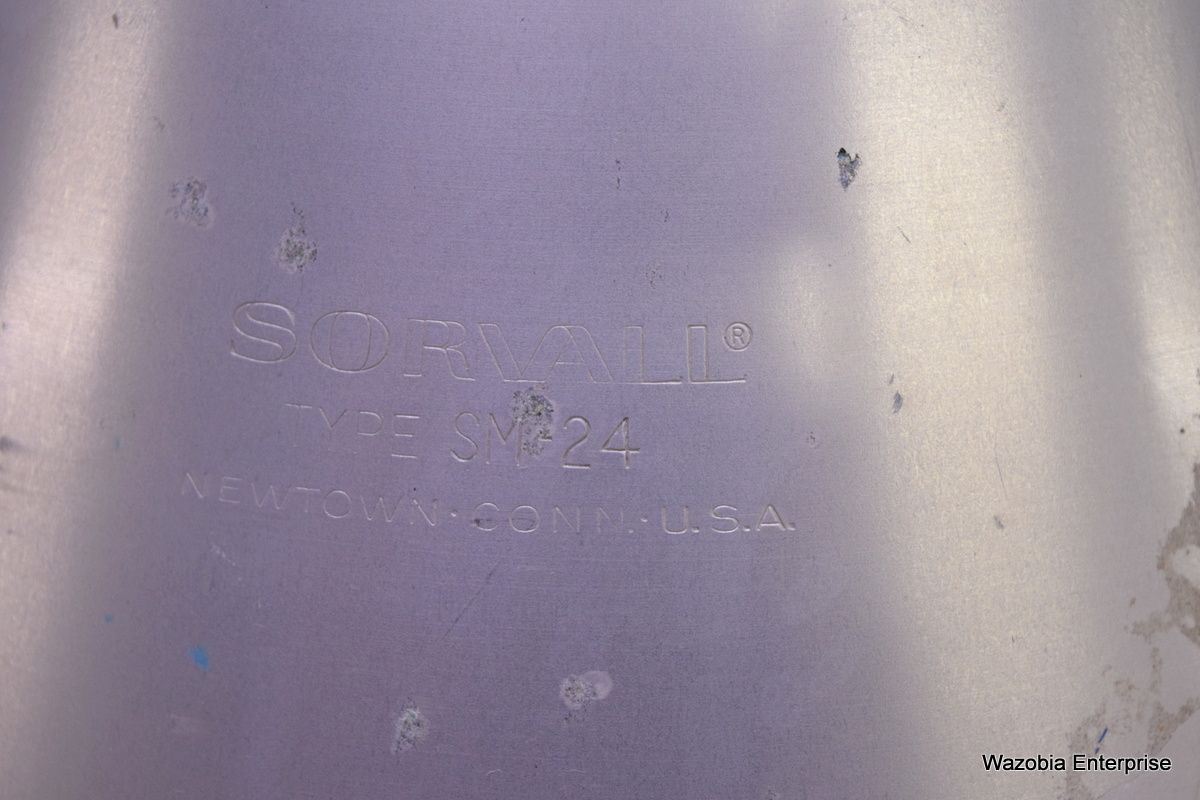 SORVALL®
TYPE SM-24
NEWTOWN · CONN. · U.S.A.
Wazobia Enterprise